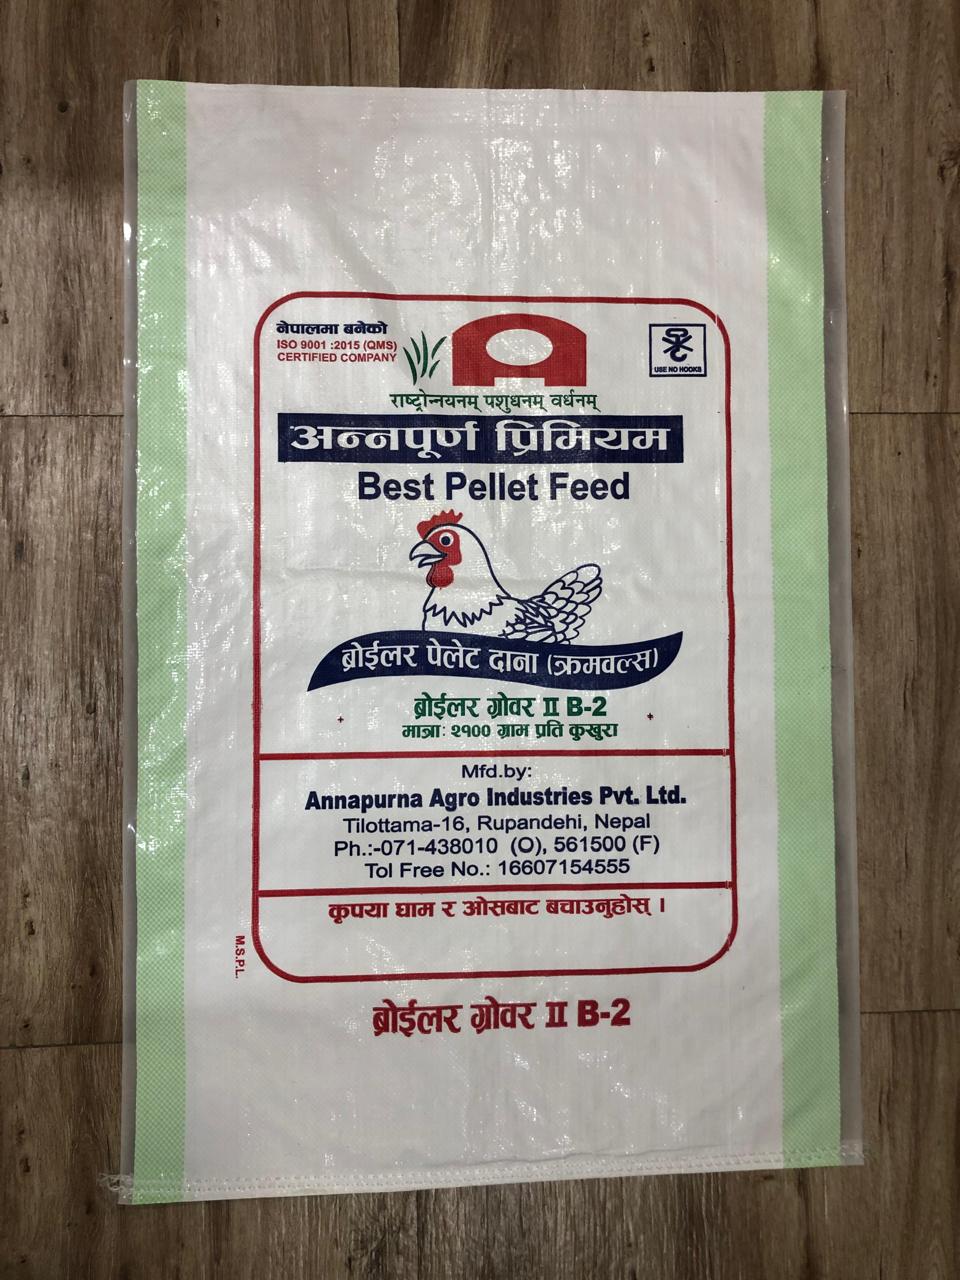 नेपालमा बनेको
ISO 9001 :2015 (QMS)
CERTIFIED COMPANY
USE NO HOOKS
राष्ट्रोन्नयनम् पशुधनम् वर्धनम्
अन्नपूर्ण प्रिमियम
Best Pellet Feed
ब्रोईलर पेलेट दाना (क्रमवल्स)
ब्रोईलर ग्रोवर II B-2
मात्राः २१०० ग्राम प्रति कुखुरा
Mfd.by:
Annapurna Agro Industries Pvt. Ltd.
Tilottama-16, Rupandehi, Nepal
Ph.:-071-438010 (O), 561500 (F)
Tol Free No.: 16607154555
कृपया घाम र ओसबाट बचाउनुहोस् ।
M.S.P.L.
ब्रोईलर ग्रोवर II B-2